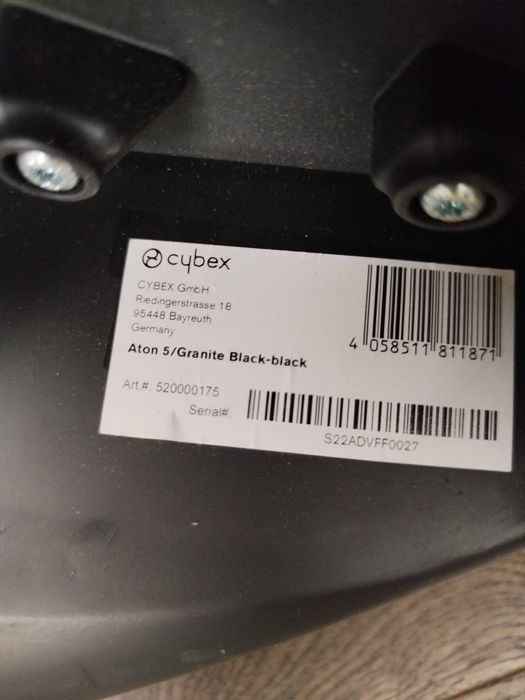 cybex
CYBEX GmbH
Riedingerstrasse 18
95448 Bayreuth
Germany
4 058511 811871
Aton 5/Granite Black-black
Art.#: 520000175
Serial#
S22ADVFF0027